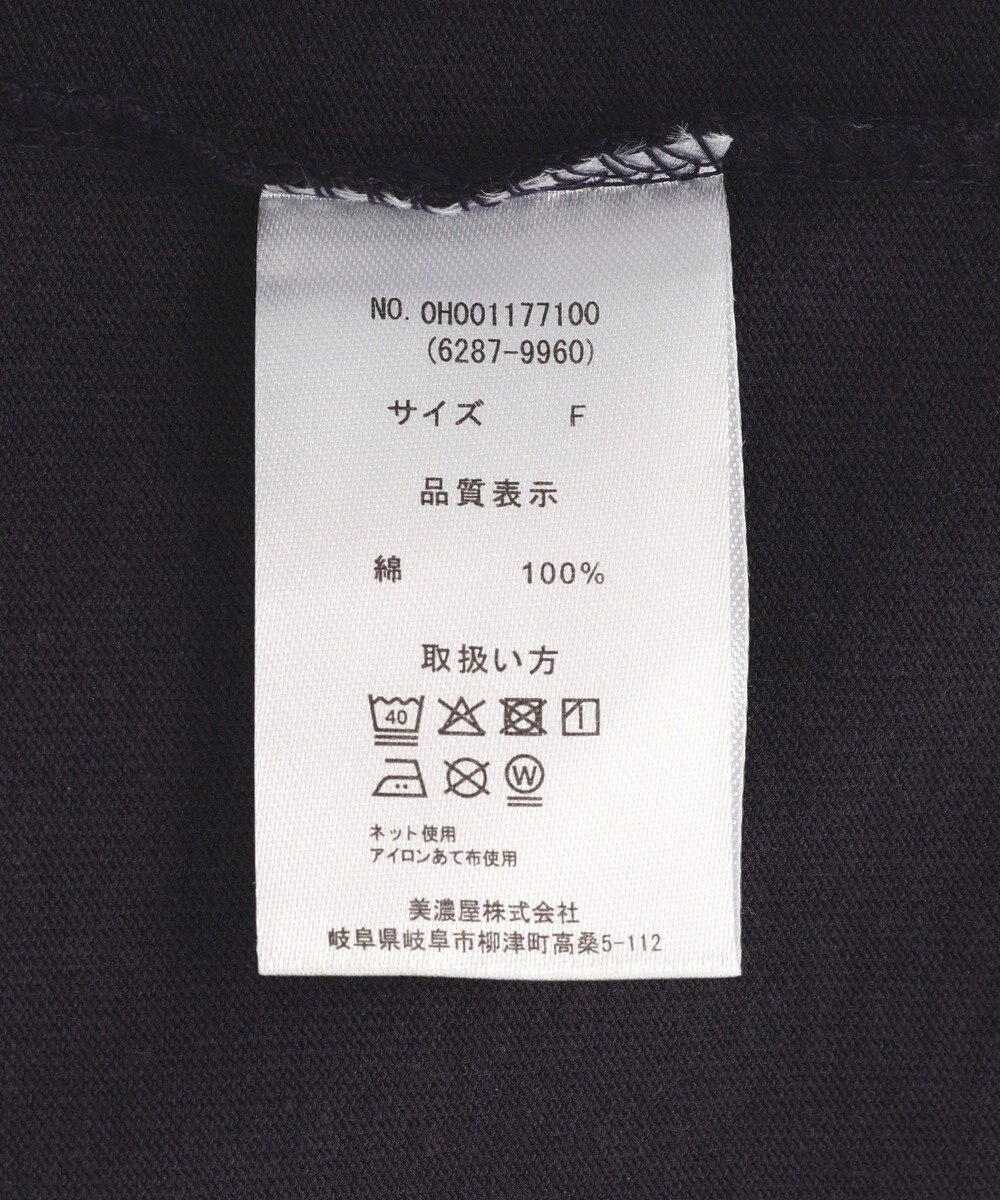 NO. OH001177100
(6287-9960)
サイズ F
品質表示
綿 100%
取扱い方
40
W
ネット使用
アイロンあて布使用
美濃屋株式会社
岐阜県岐阜市柳津町高桑5-112